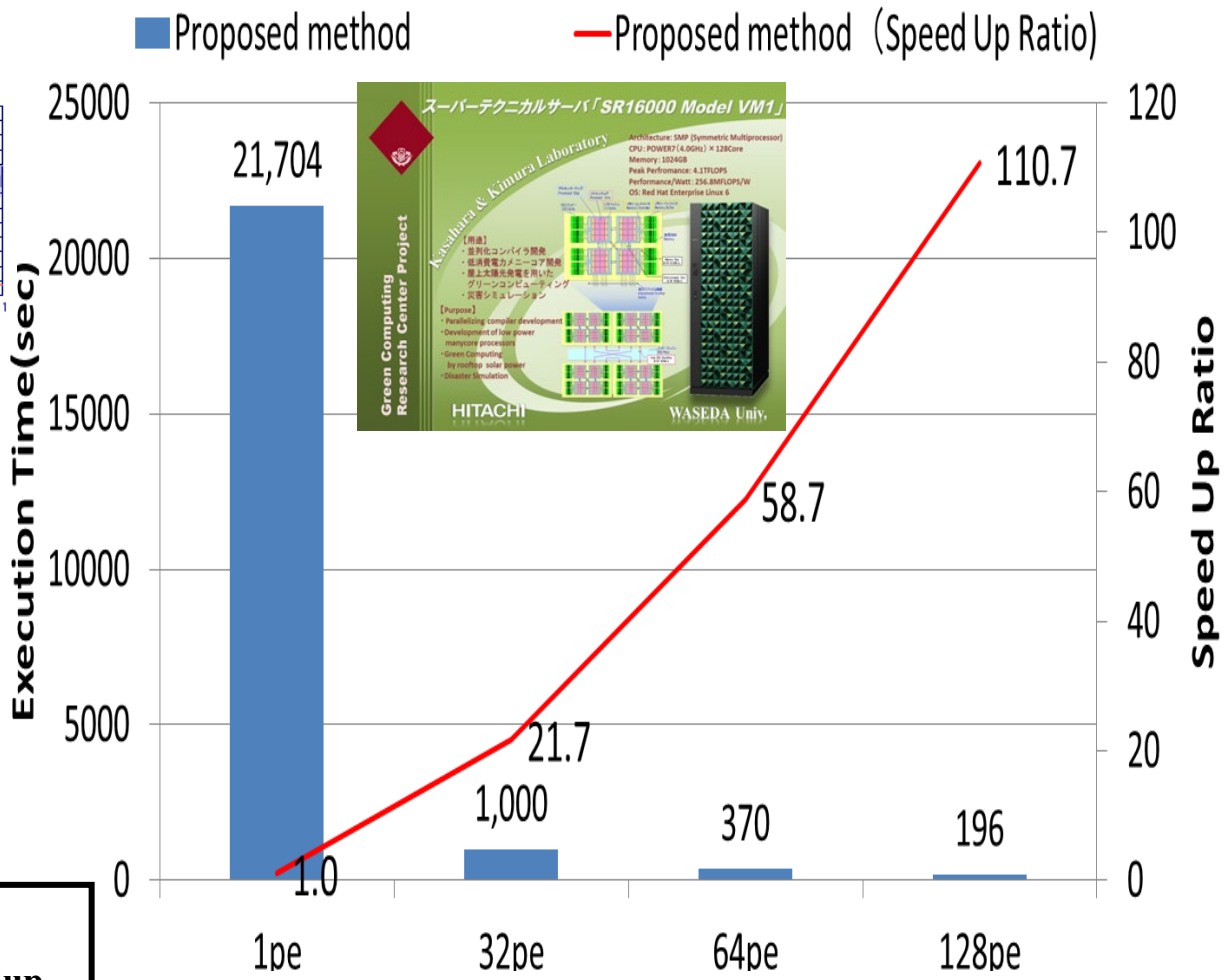 Proposed method
Proposed method（Speed Up Ratio)
25000
20000
15000
10000
5000
0
Execution Time(sec)
120
100
80
60
40
20
0
Speed Up Ratio
21,704
1,000
370
196
1.0
21.7
58.7
110.7
1pe
32pe
64pe
128pe
スーパーテクニカルサーバ「SR16000 Model VM1」
Kasahara & Kimura Laboratory
Architecture: SMP (Symmetric Multiprocessor)
CPU: POWER7(4.0GHz) × 128Core
Memory: 1024GB
Peak Perfromance: 4.1TFLOPS
Performance/Watt: 256.8MFLOPS/W
OS: Red Hat Enterprise Linux 6
【用途】
・並列化コンパイラ開発
・低消費電力メニーコア開発
・屋上太陽光発電を用いた
グリーンコンピューティング
・災害シミュレーション
【Purpose】
・Parallelizing compiler development
・Development of low power
manycore processors
・Green Computing
by rooftop solar power
・Disaster Simulation
Green Computing
Research Center Project
HITACHI
WASEDA Univ.